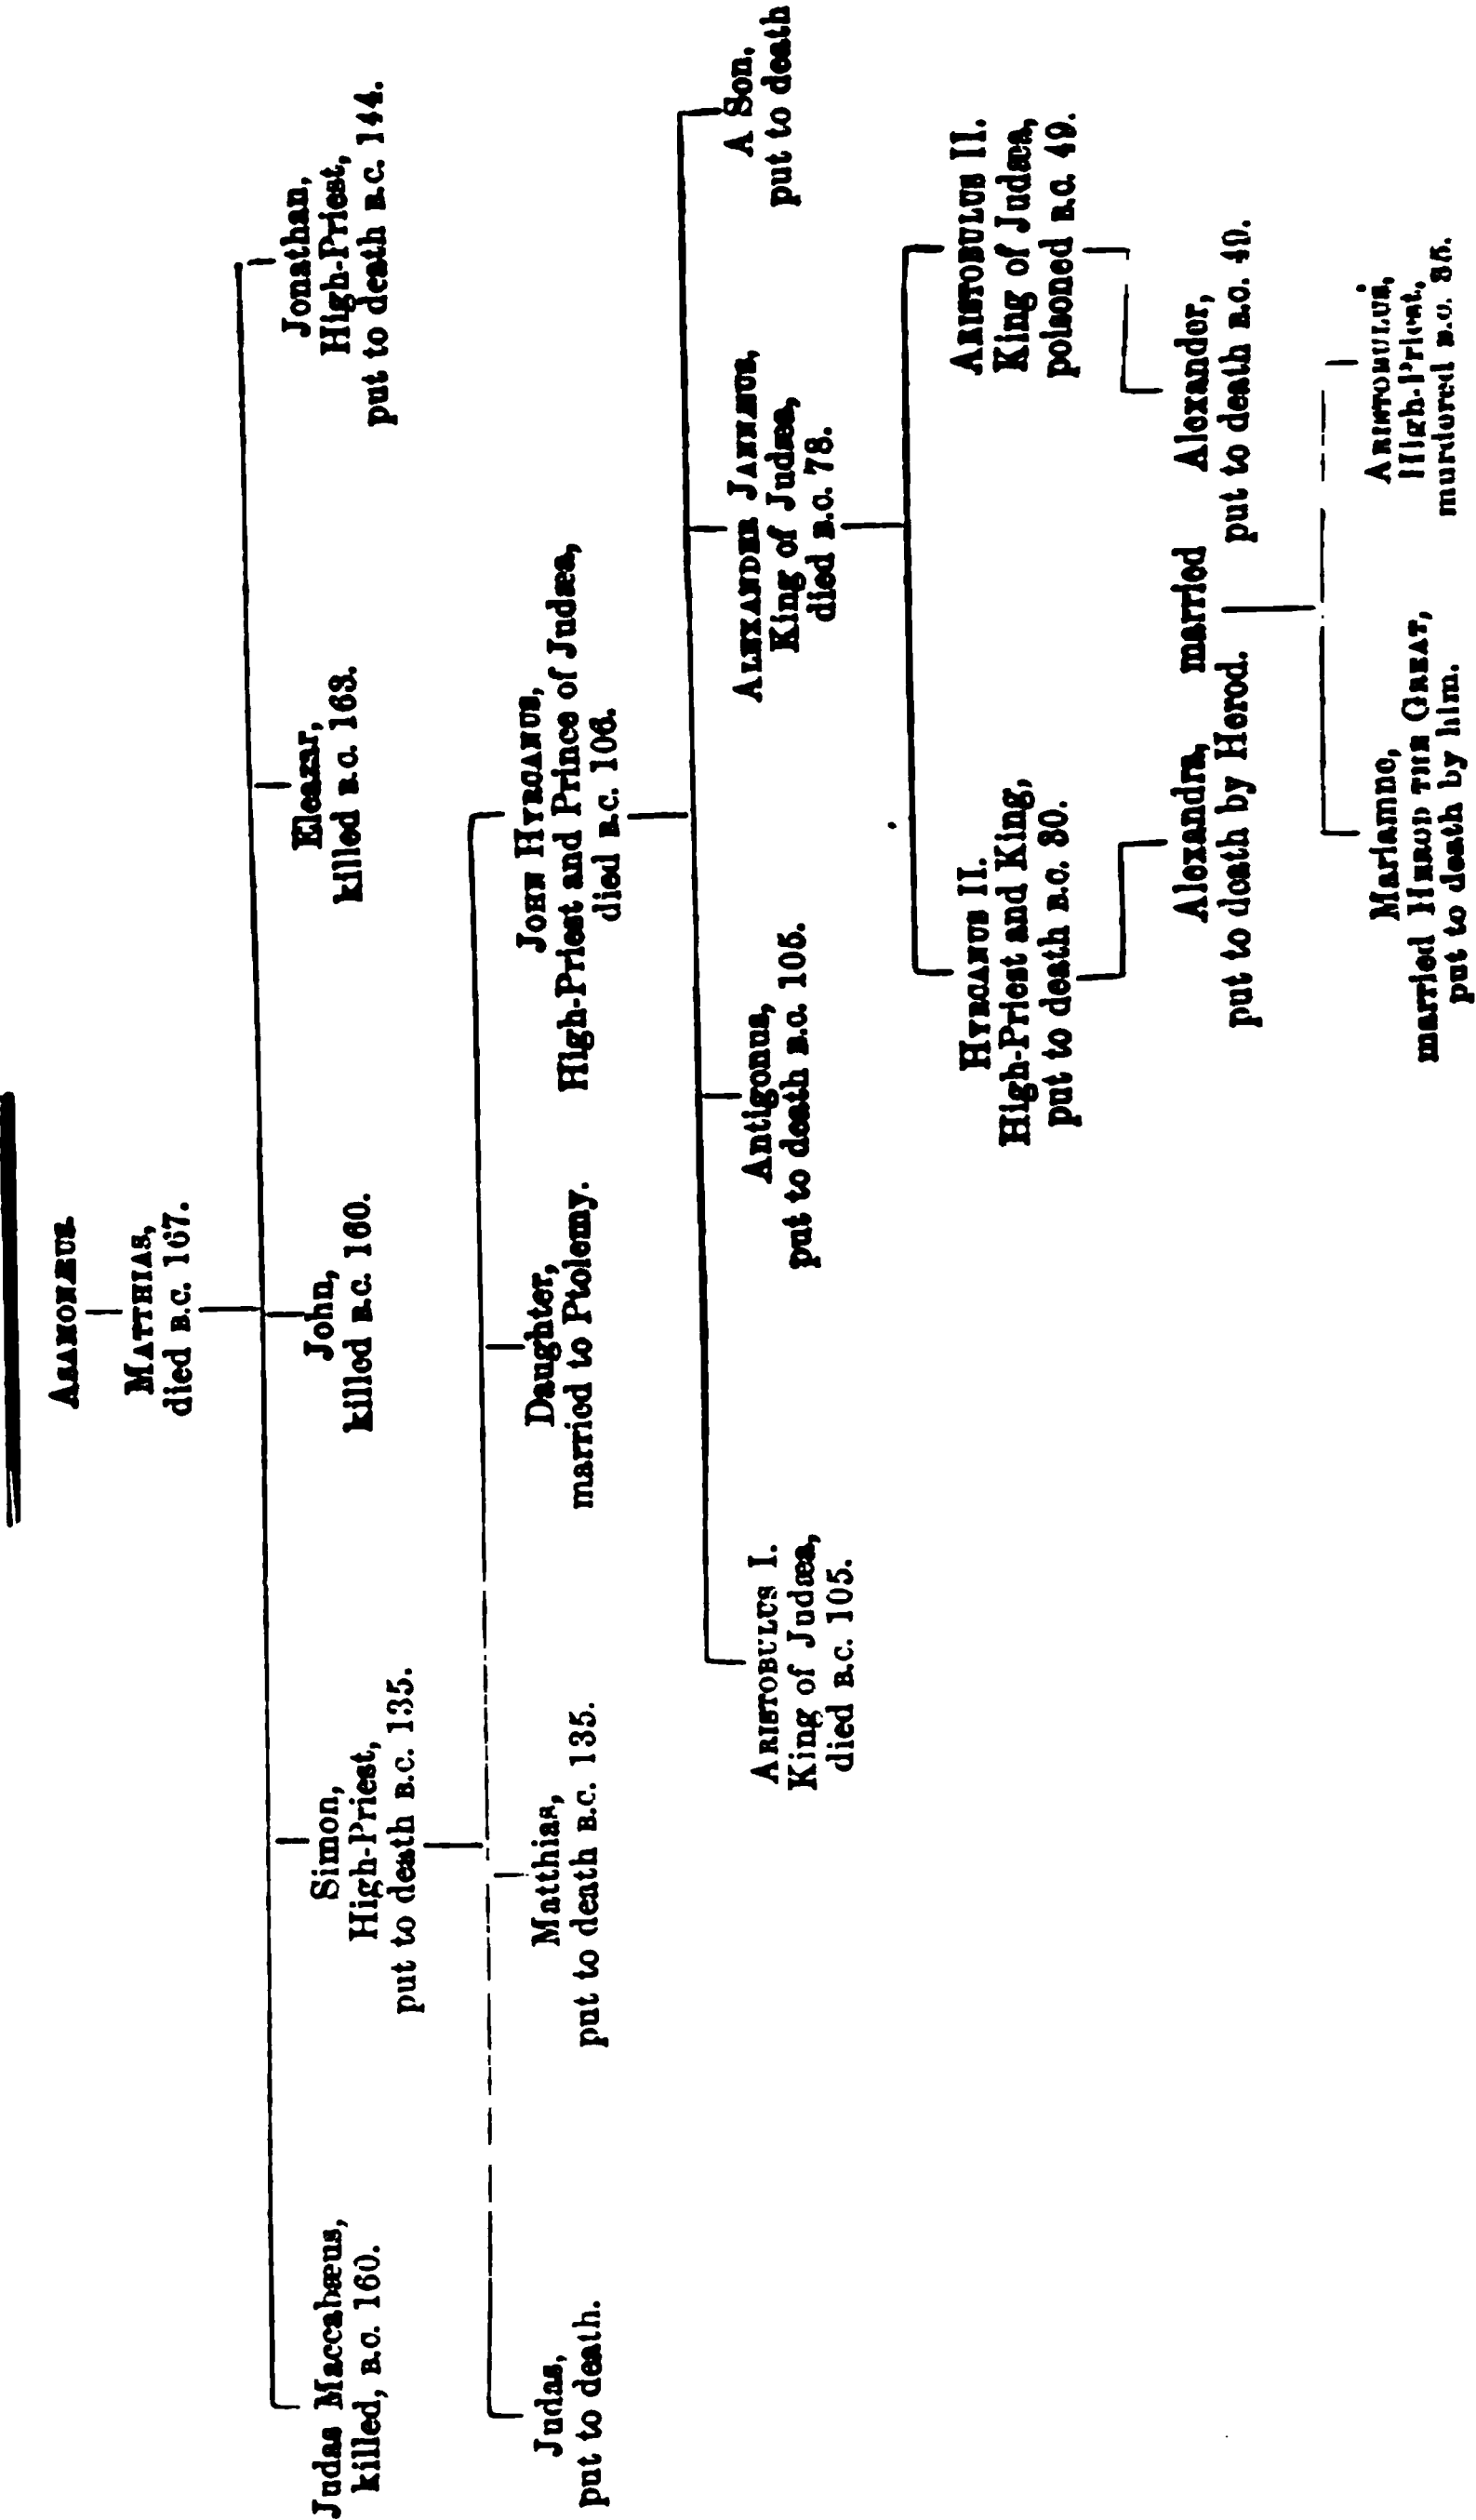 ASMONEUS
MATTHIAS,
died B.C. 167.
Judas Maccabæus,
killed, B.C. 160.
Simon,
High-Priest,
put to death B.C. 135.
John,
killed B.C. 160.
Eleazar,
killed B.C. 163.
Jonathan,
High-Priest,
put to death B.C. 144.
Judas,
put to death.
Mathias,
put to death B.C. 135.
Daughter,
married to Ptolemy.
JOHN HYRCANUS,
High-Priest and Prince of Judæa,
died B.C. 106.
ARISTOBULUS I.
King of Judæa,
died B.C. 105.
Antigonus,
put to death B.C. 105.
ALEXANDER JANNÆUS.
King of Judæa,
died B.C. 78.
A Son.
put to death
HYRCANUS II.
High-Priest and King,
put to death B.C. 30.
ARISTOBULUS II.
King of Judæa,
poisoned B.C. 49.
Alexandra, married Alexander,
put to death by Herod. put to death B.C. 49.
Mariamne,
married HEROD THE GREAT,
put to death by him.
Aristobulus,
High-Priest,
murdered B.C.